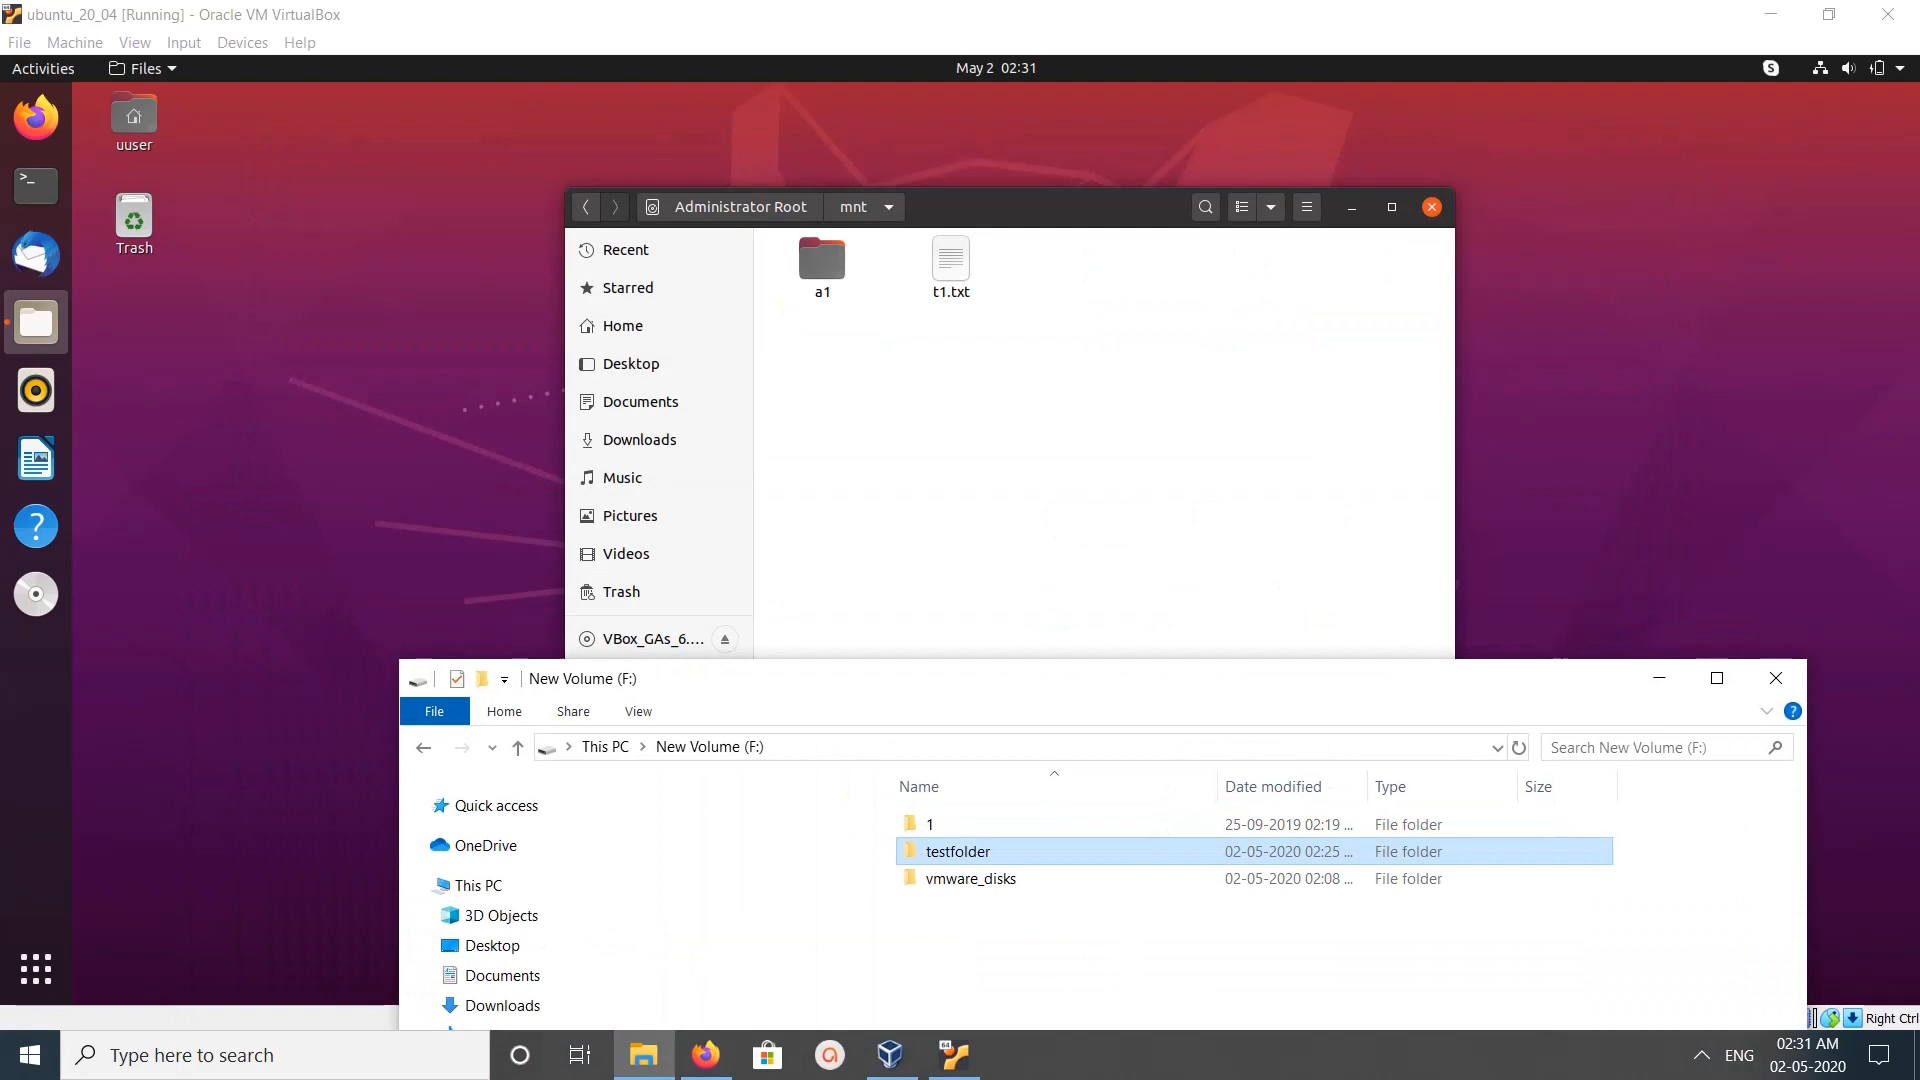 ubuntu_20_04 [Running] - Oracle VM VirtualBox
File Machine View Input Devices Help
Activities Files May 2 02:31
uuser
Trash
Administrator Root mnt
Recent
Starred
Home
Desktop
Documents
Downloads
Music
Pictures
Videos
Trash
VBox_GAs_6....
a1 t1.txt
New Volume (F:)
File Home Share View
This PC New Volume (F:) Search New Volume (F:)
Name Date modified Type Size
1 25-09-2019 02:19 ... File folder
testfolder 02-05-2020 02:25 ... File folder
vmware_disks 02-05-2020 02:08 ... File folder
Quick access
OneDrive
This PC
3D Objects
Desktop
Documents
Downloads
Right Ctrl
Type here to search
ENG
02:31 AM
02-05-2020